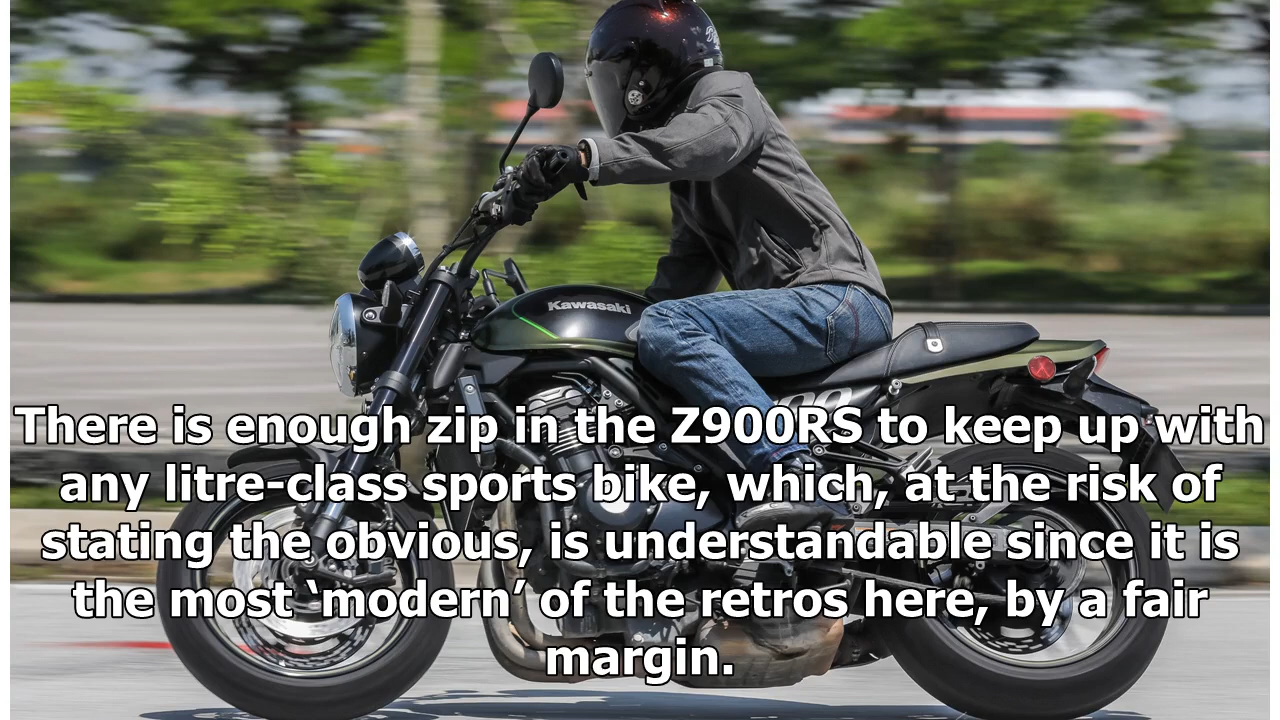 Kawasaki
There is enough zip in the Z900RS to keep up with
any litre-class sports bike, which, at the risk of
stating the obvious, is understandable since it is
the most ‘modern’ of the retros here, by a fair
margin.